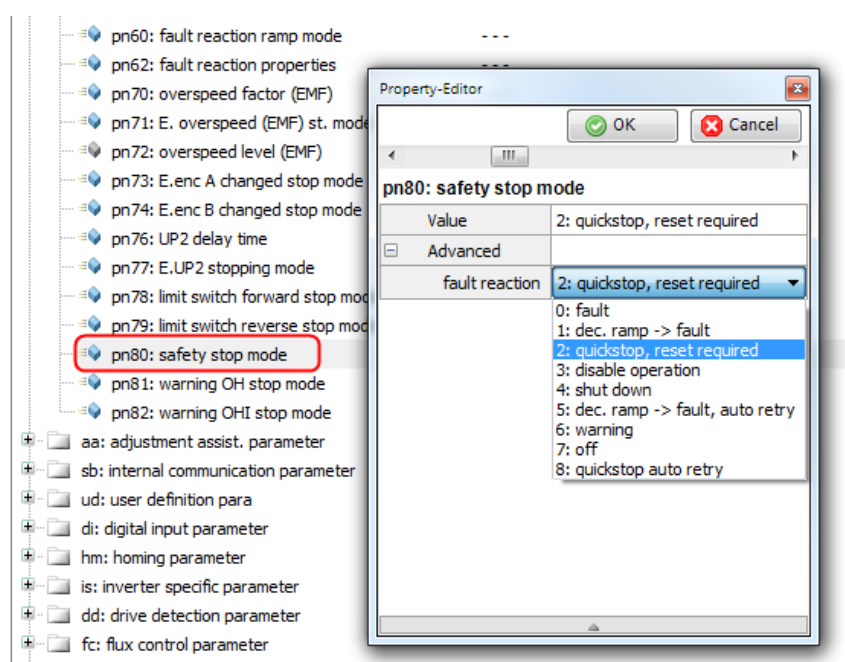 pn60: fault reaction ramp mode
- - -
pn62: fault reaction properties
pn70: overspeed factor (EMF)
pn71: E. overspeed (EMF) st. mode
pn72: overspeed level (EMF)
pn73: E.enc A changed stop mode
pn74: E.enc B changed stop mode
pn76: UP2 delay time
pn77: E.UP2 stopping mode
pn78: limit switch forward stop mod
pn79: limit switch reverse stop mod
pn80: safety stop mode
pn81: warning OH stop mode
pn82: warning OHI stop mode
aa: adjustment assist. parameter
sb: internal communication parameter
ud: user definition para
di: digital input parameter
hm: homing parameter
is: inverter specific parameter
dd: drive detection parameter
fc: flux control parameter
Property-Editor
OK
Cancel
pn80: safety stop mode
Value
2: quickstop, reset required
Advanced
fault reaction
2: quickstop, reset required
0: fault
1: dec. ramp -> fault
2: quickstop, reset required
3: disable operation
4: shut down
5: dec. ramp -> fault, auto retry
6: warning
7: off
8: quickstop auto retry